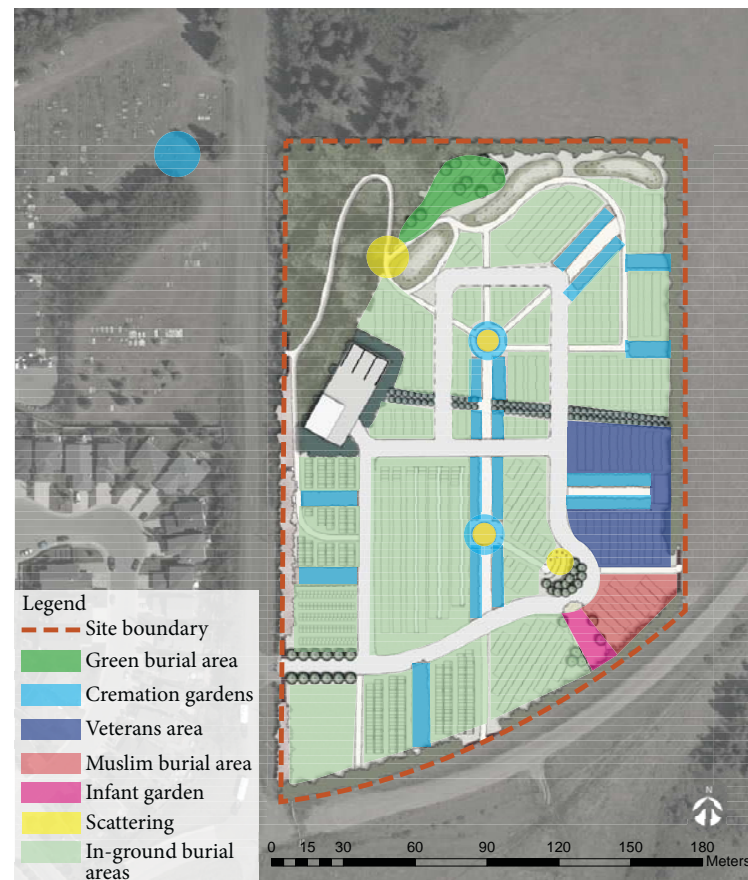 Legend
Site boundary
Green burial area
Cremation gardens
Veterans area
Muslim burial area
Infant garden
Scattering
In-ground burial
areas
N
0 15 30 60 90 120 150 180
Meters